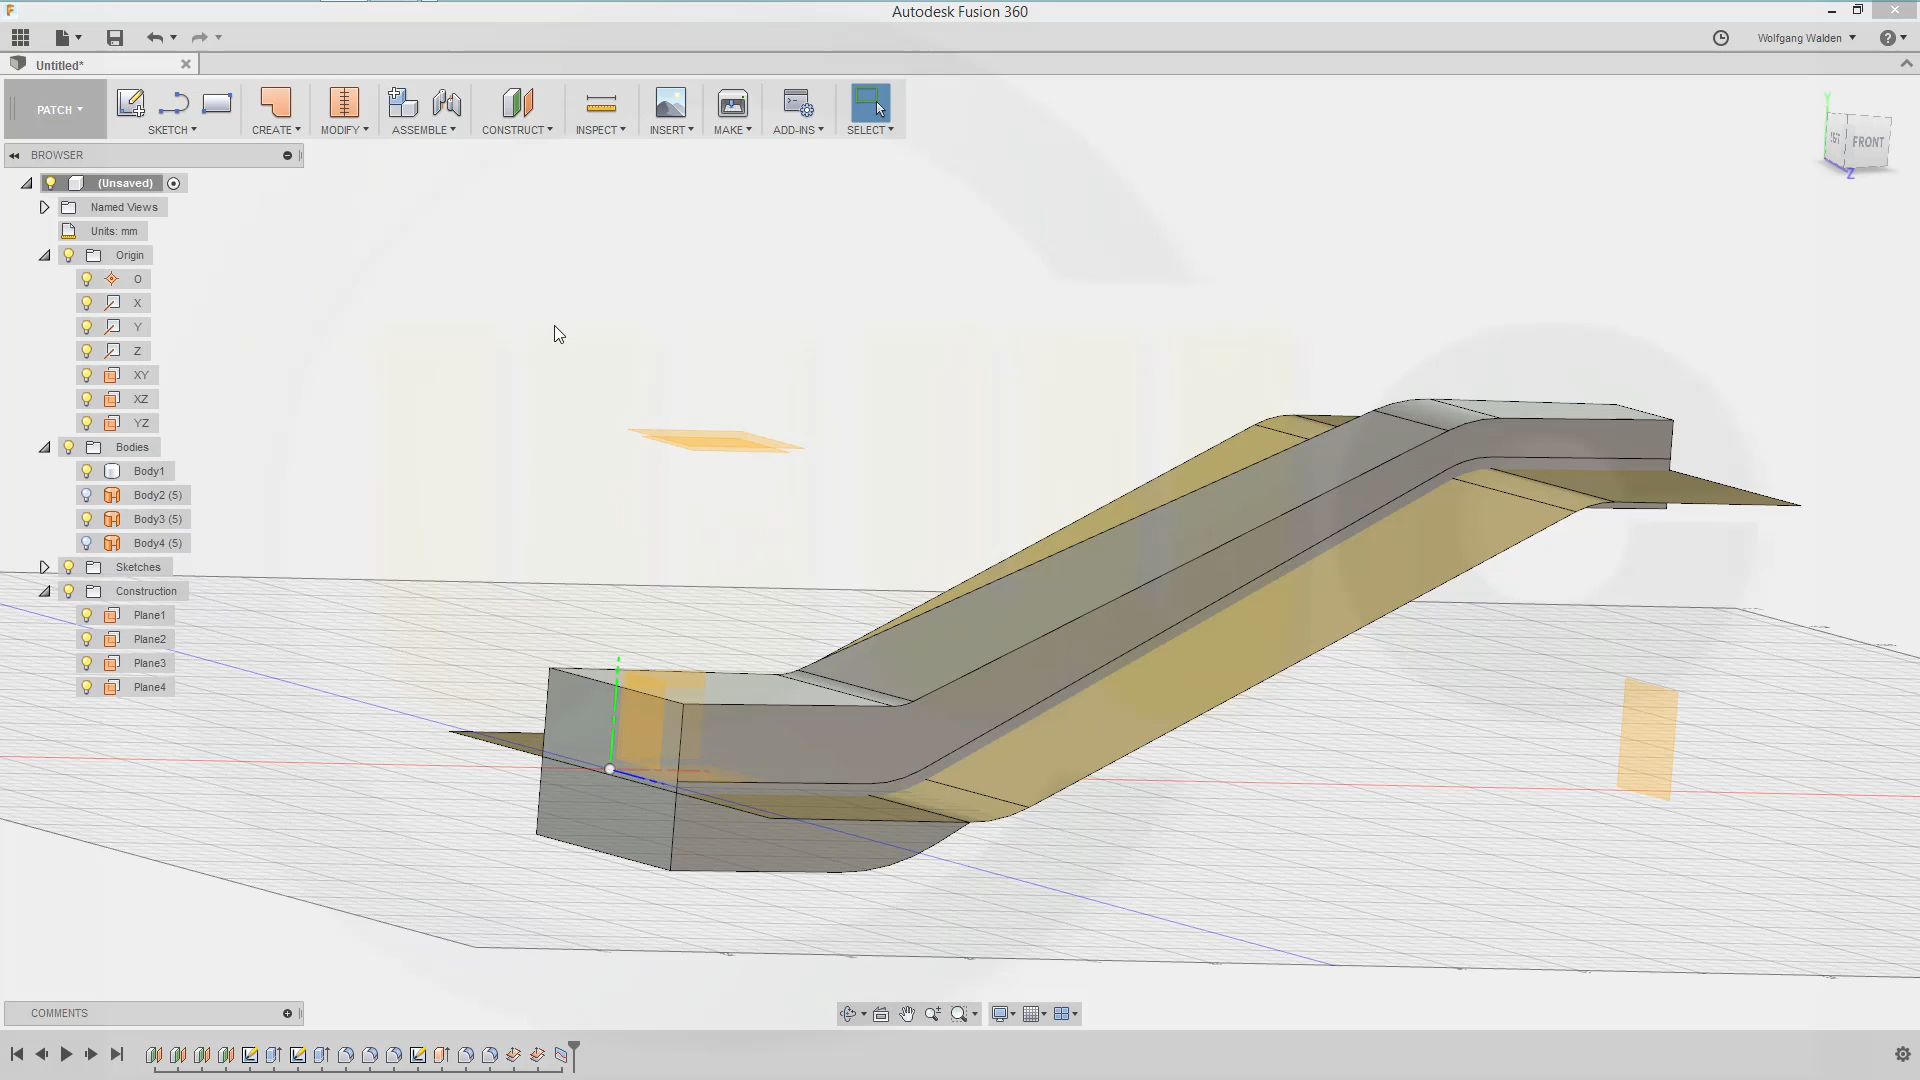 Autodesk Fusion 360
Wolfgang Walden
Untitled*
PATCH
SKETCH
CREATE
MODIFY
ASSEMBLE
CONSTRUCT
INSPECT
INSERT
MAKE
ADD-INS
SELECT
BROWSER
(Unsaved)
Named Views
Units: mm
Origin
O
X
Y
Z
XY
XZ
YZ
Bodies
Body1
Body2 (5)
Body3 (5)
Body4 (5)
Sketches
Construction
Plane1
Plane2
Plane3
Plane4
Y
FRONT
Z
COMMENTS